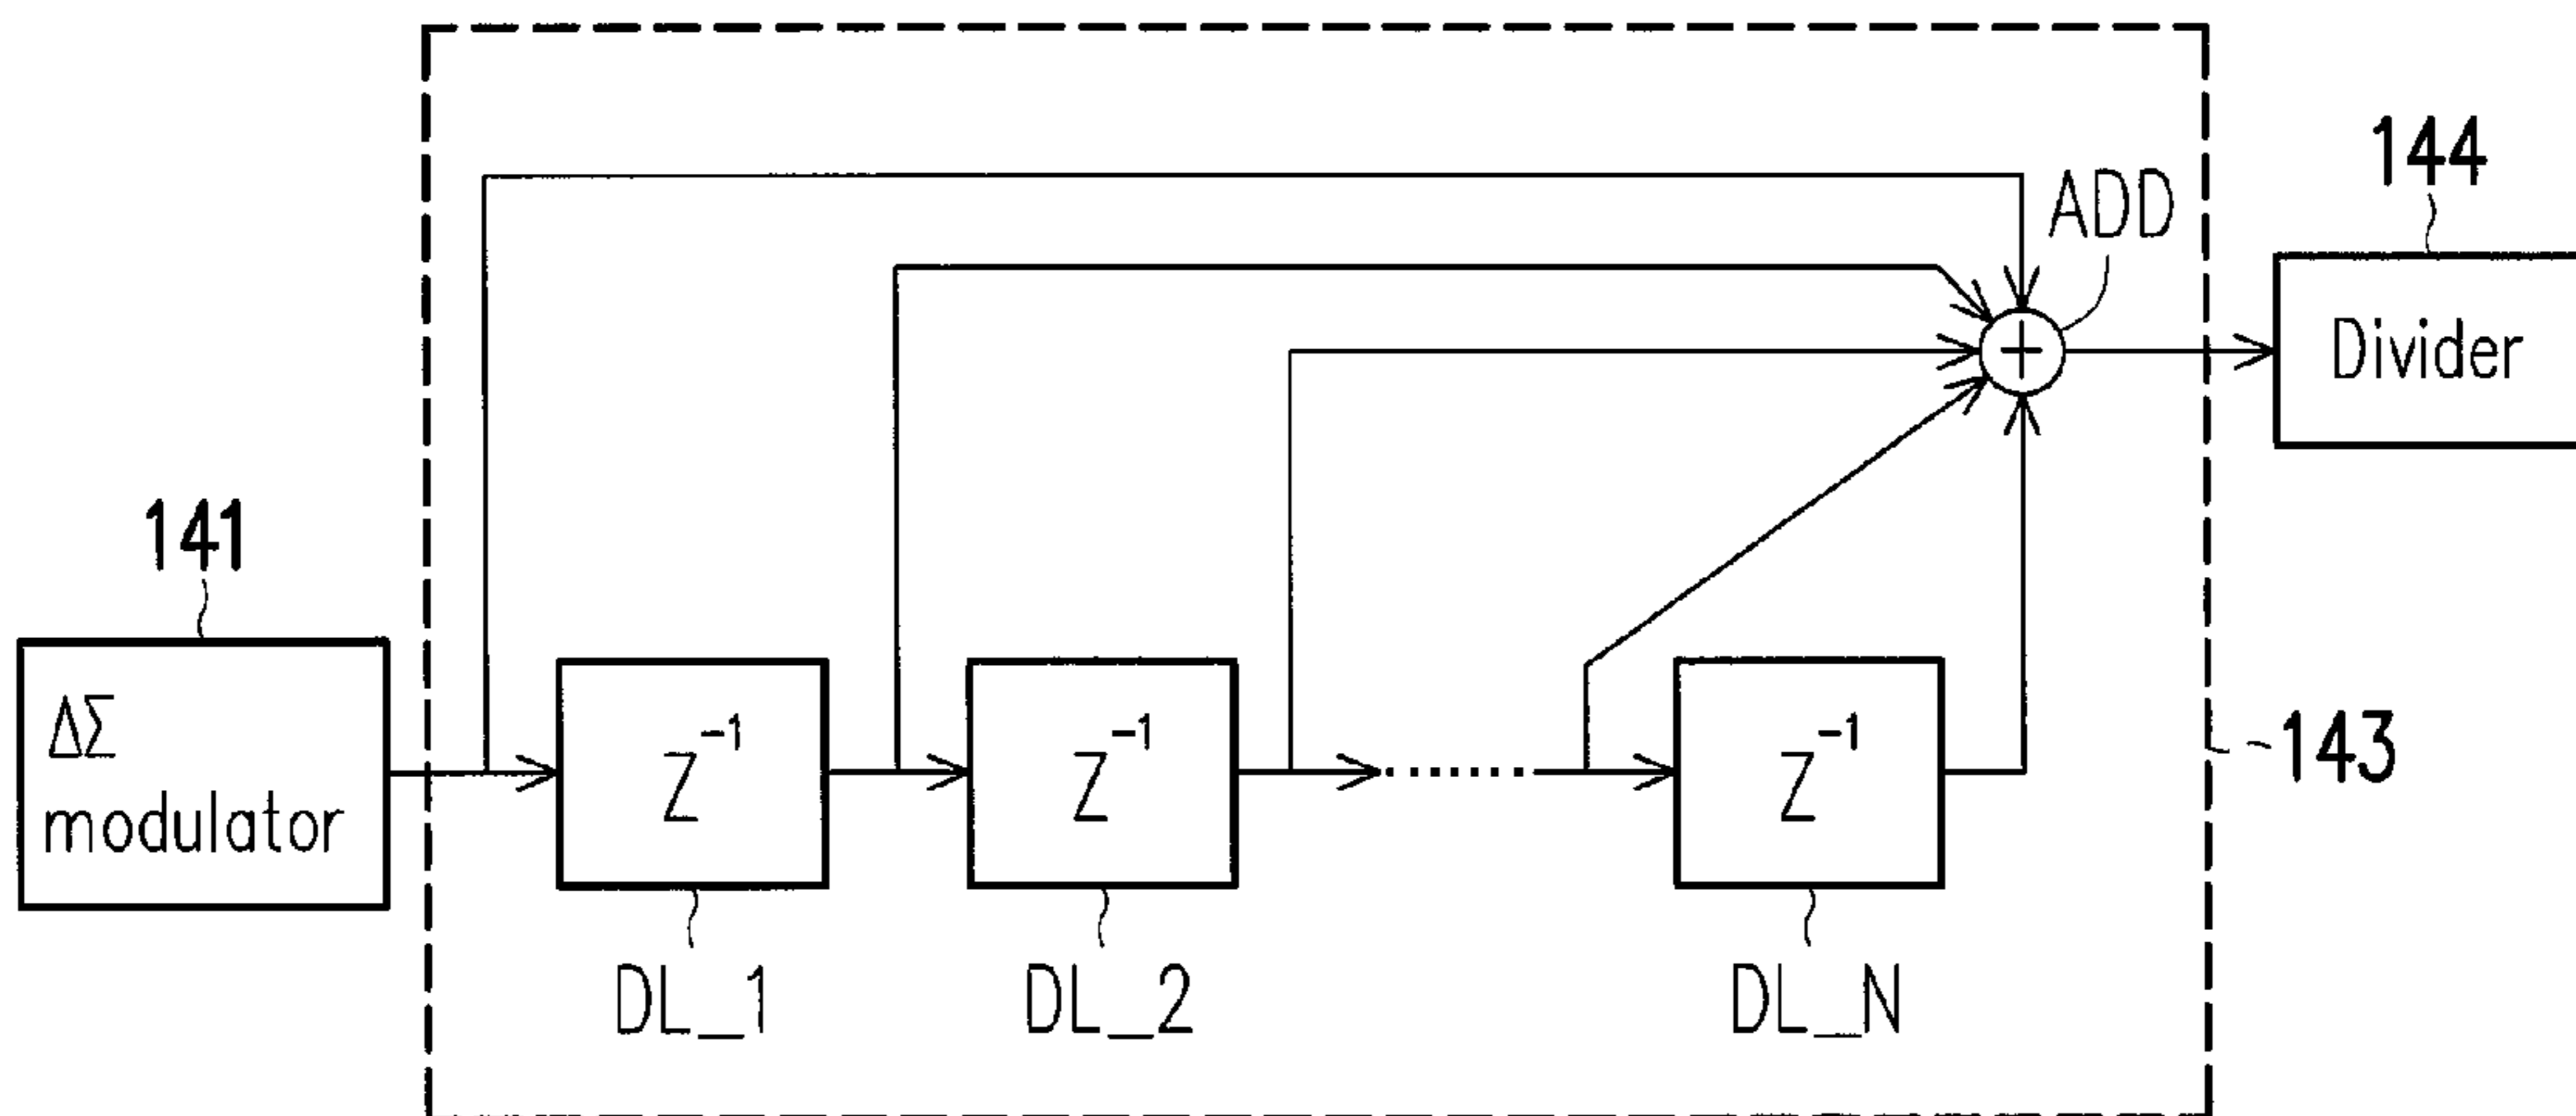 144
ADD
+
Divider
141
ΔΣ
modulator
Z⁻¹
Z⁻¹
Z⁻¹
143
DL_1
DL_2
DL_N